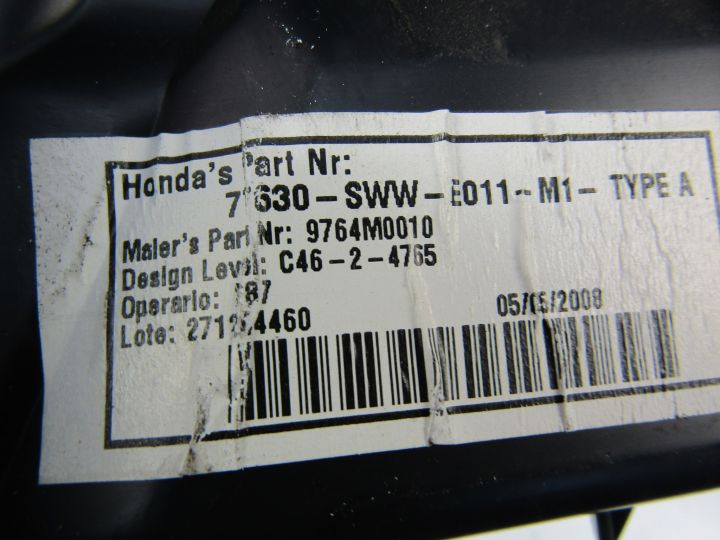 Honda's Part Nr:
SWW-E011-M1- TYPE A
Maler's Part Nr: 9764M0010
Design Level: C46-2-4765
Operario:
Lote: